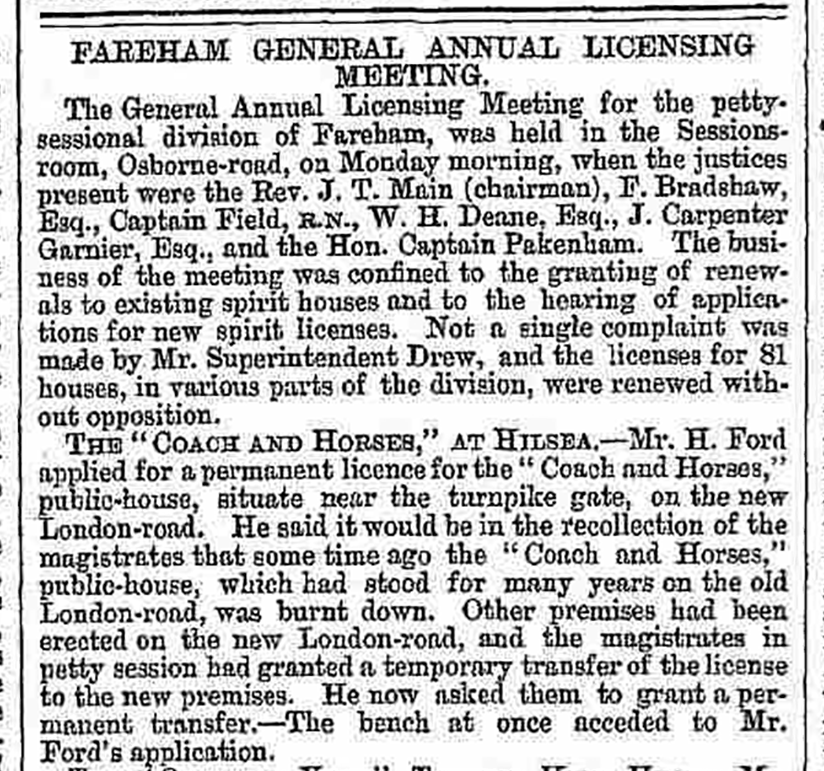 FAREHAM GENERAL ANNUAL LICENSING
MEETING.
The General Annual Licensing Meeting for the petty-
sessional division of Fareham, was held in the Sessions-
room, Osborne-road, on Monday morning, when the justices
present were the Rev. J. T. Main (chairman), F. Bradshaw,
Esq., Captain Field, R.N., W. H. Deane, Esq., J. Carpenter
Garnier, Esq., and the Hon. Captain Pakenham. The busi-
ness of the meeting was confined to the granting of renew-
als to existing spirit houses and to the hearing of applica-
tions for new spirit licenses. Not a single complaint was
made by Mr. Superintendent Drew, and the licenses for 81
houses, in various parts of the division, were renewed with-
out opposition.
THE "COACH AND HORSES," AT HILSEA.—Mr. H. Ford
applied for a permanent licence for the "Coach and Horses,"
public-house, situate near the turnpike gate, on the new
London-road. He said it would be in the recollection of the
magistrates that some time ago the "Coach and Horses,"
public-house, which had stood for many years on the old
London-road, was burnt down. Other premises had been
erected on the new London-road, and the magistrates in
petty session had granted a temporary transfer of the license
to the new premises. He now asked them to grant a per-
manent transfer.—The bench at once acceded to Mr.
Ford's application.